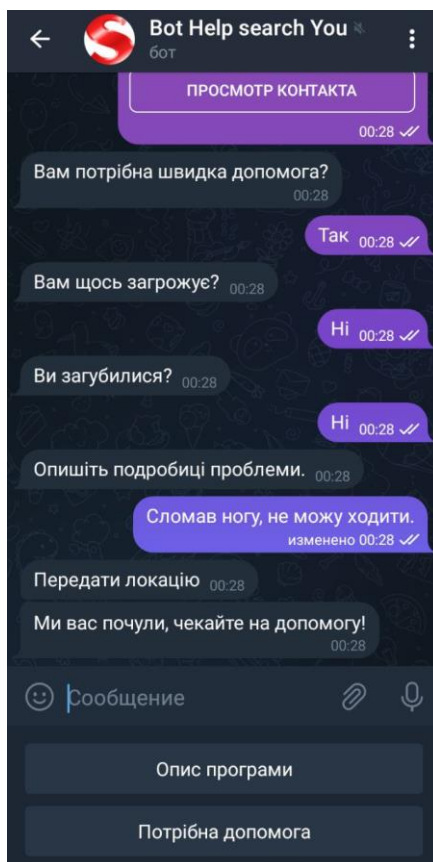 Bot Help search You
бот
ПРОСМОТР КОНТАКТА
00:28
Вам потрібна швидка допомога?
00:28
Так 00:28
Вам щось загрожує? 00:28
Ні 00:28
Ви загубилися? 00:28
Ні 00:28
Опишіть подробиці проблеми. 00:28
Сломав ногу, не можу ходити.
изменено 00:28
Передати локацію 00:28
Ми вас почули, чекайте на допомогу!
00:28
Сообщение
Опис програми
Потрібна допомога